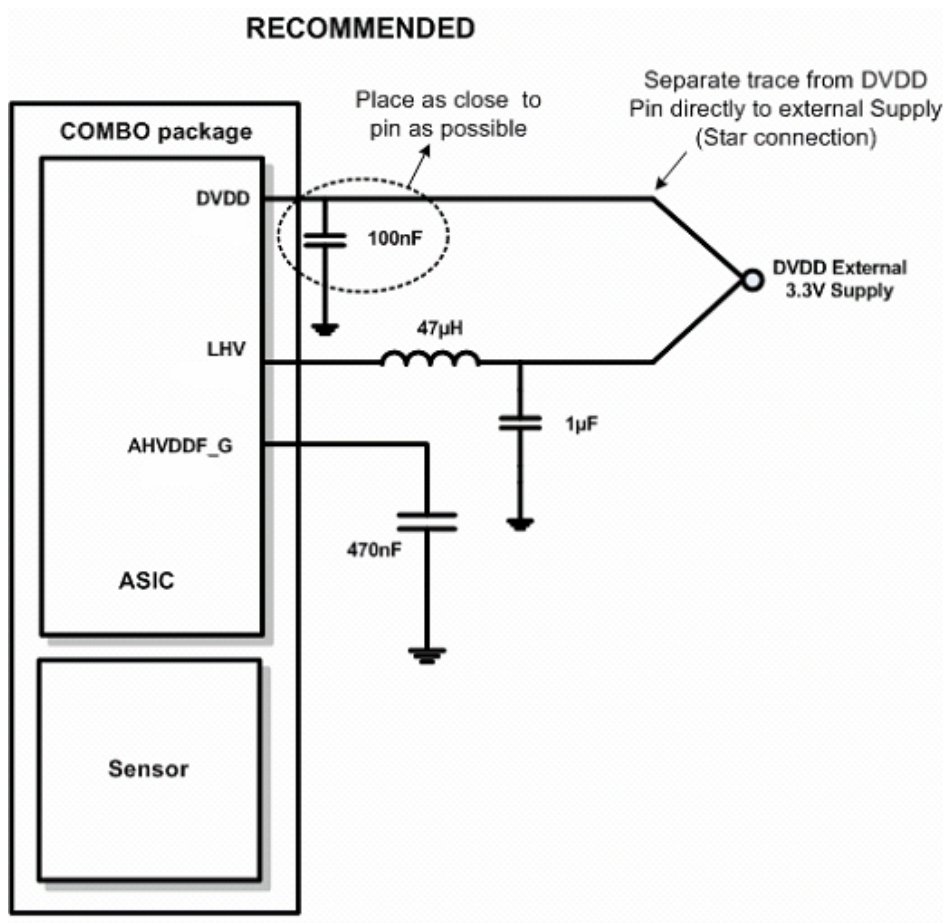 RECOMMENDED
Place as close to
pin as possible
Separate trace from DVDD
Pin directly to external Supply
(Star connection)
COMBO package
DVDD
100nF
DVDD External
3.3V Supply
47µH
LHV
1µF
AHVDDF_G
470nF
ASIC
Sensor